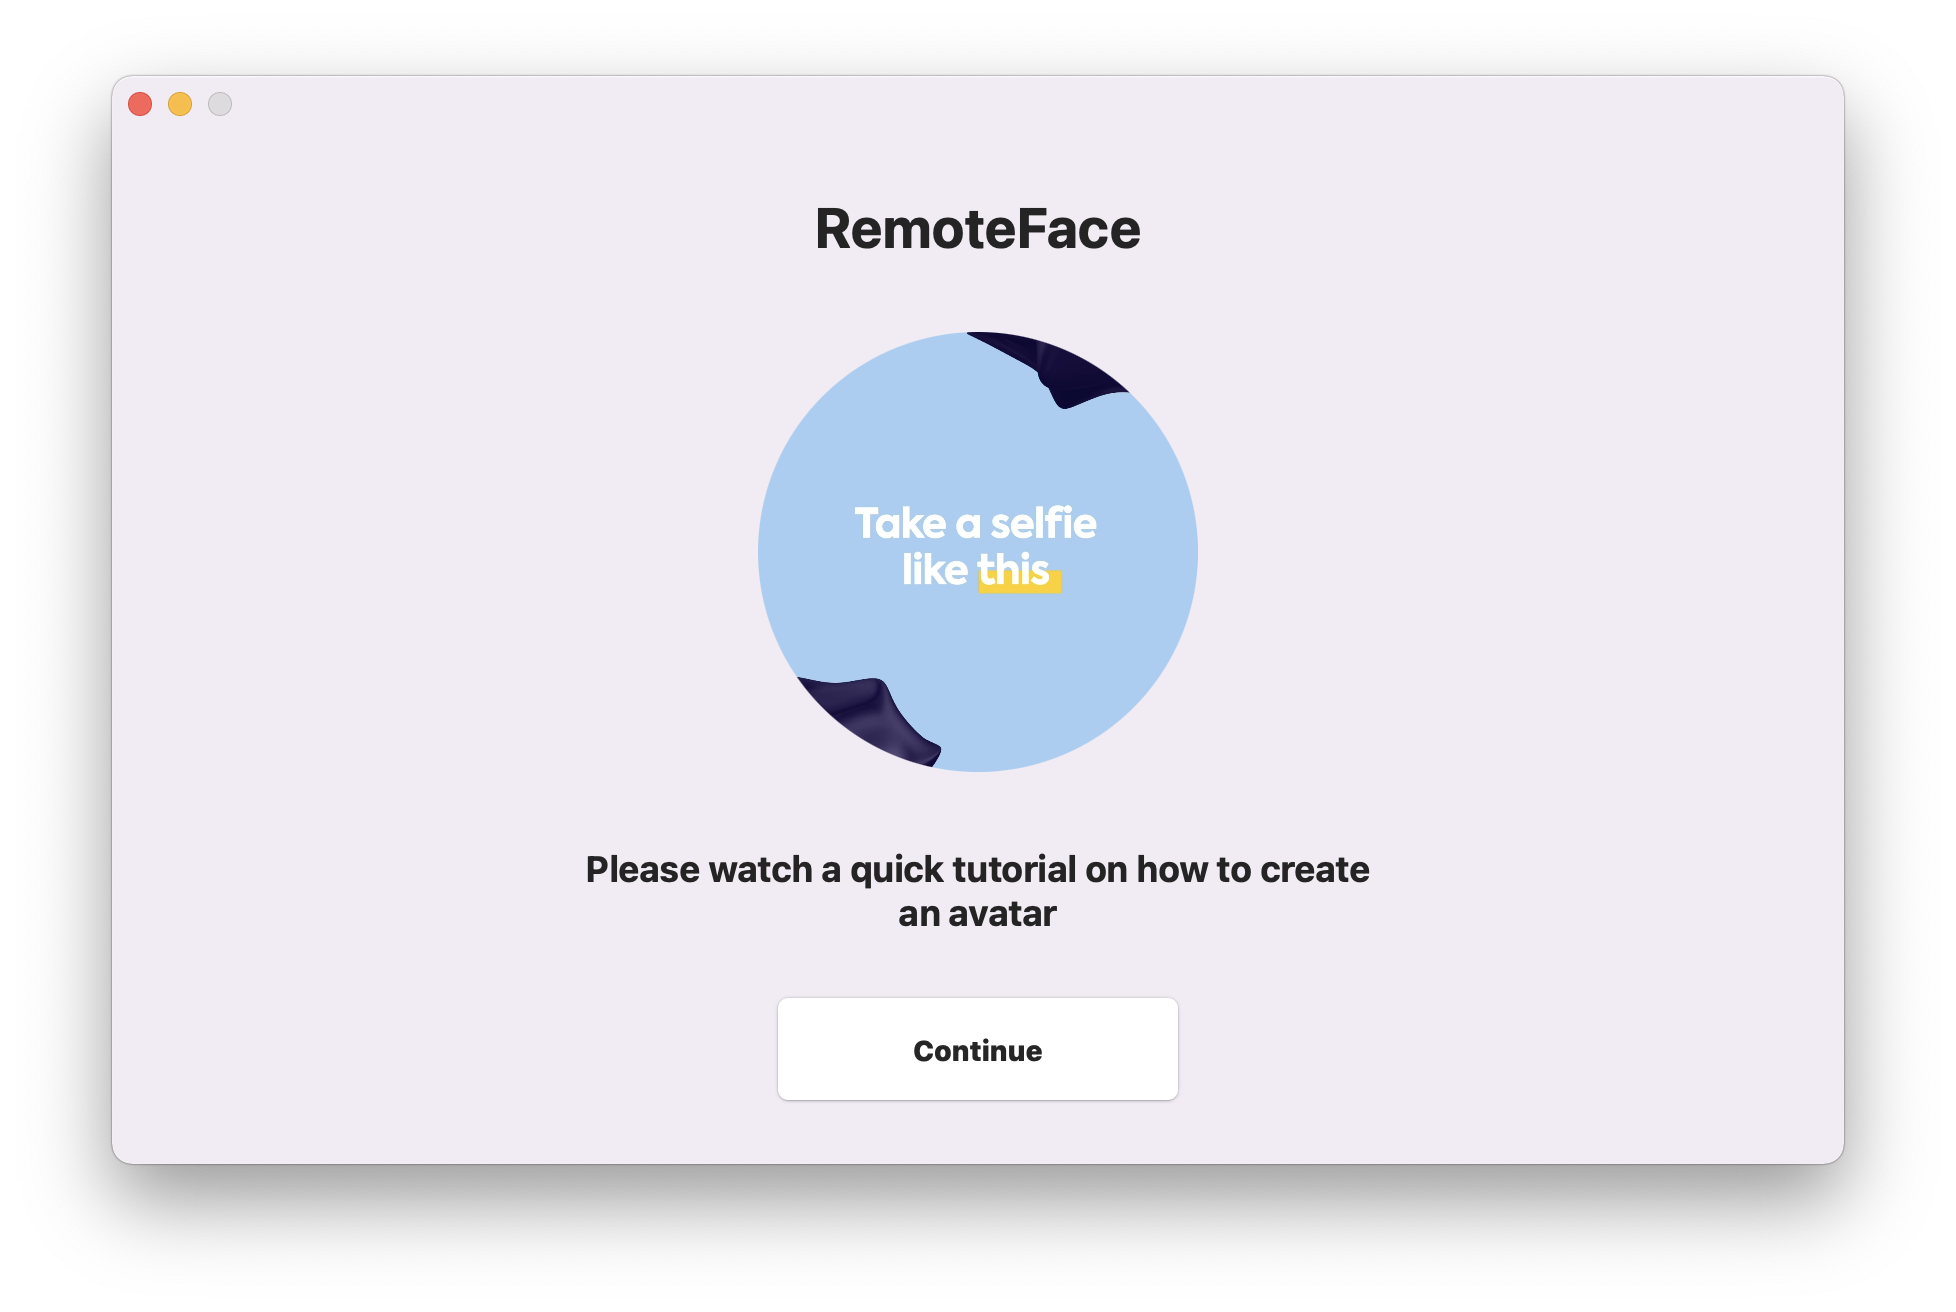 RemoteFace
Take a selfie
like this
Please watch a quick tutorial on how to create
an avatar
Continue